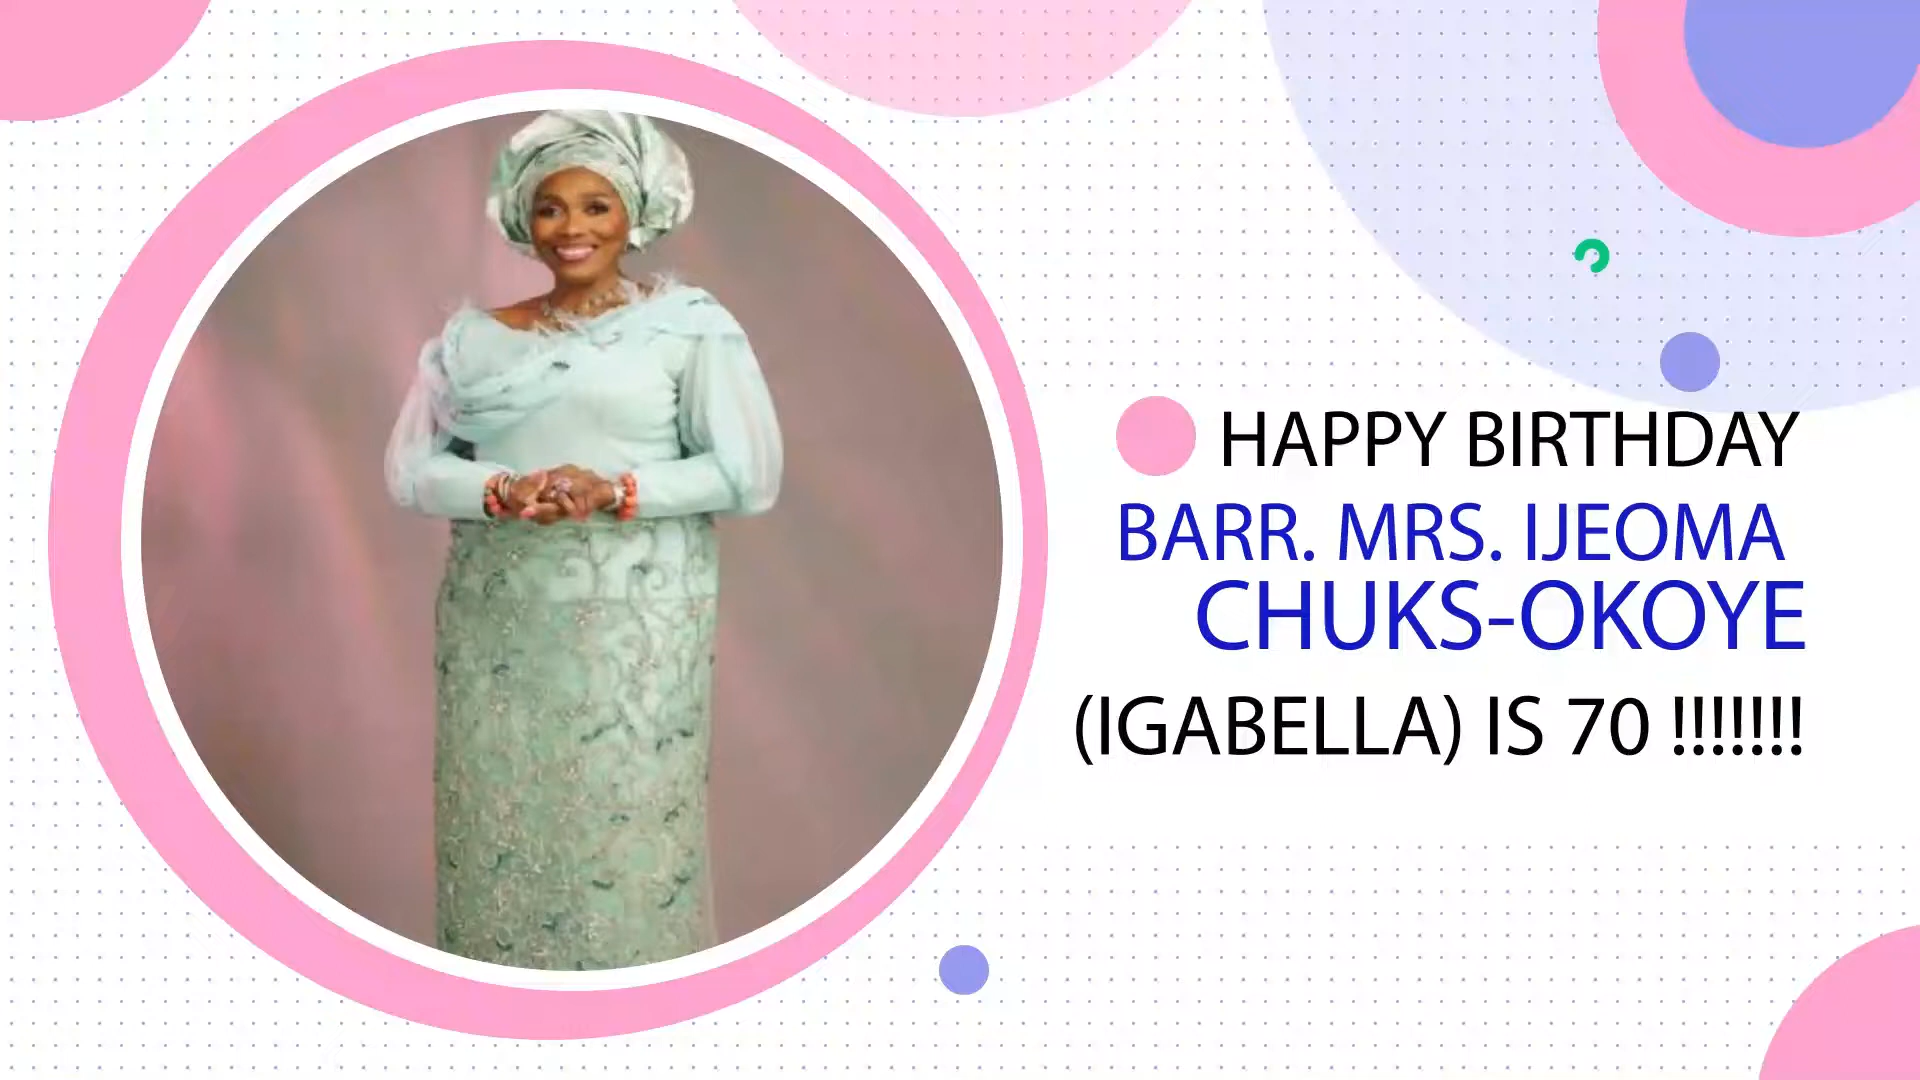 HAPPY BIRTHDAY
BARR. MRS. IJEOMA
CHUKS-OKOYE
(IGABELLA) IS 70 !!!!!!!